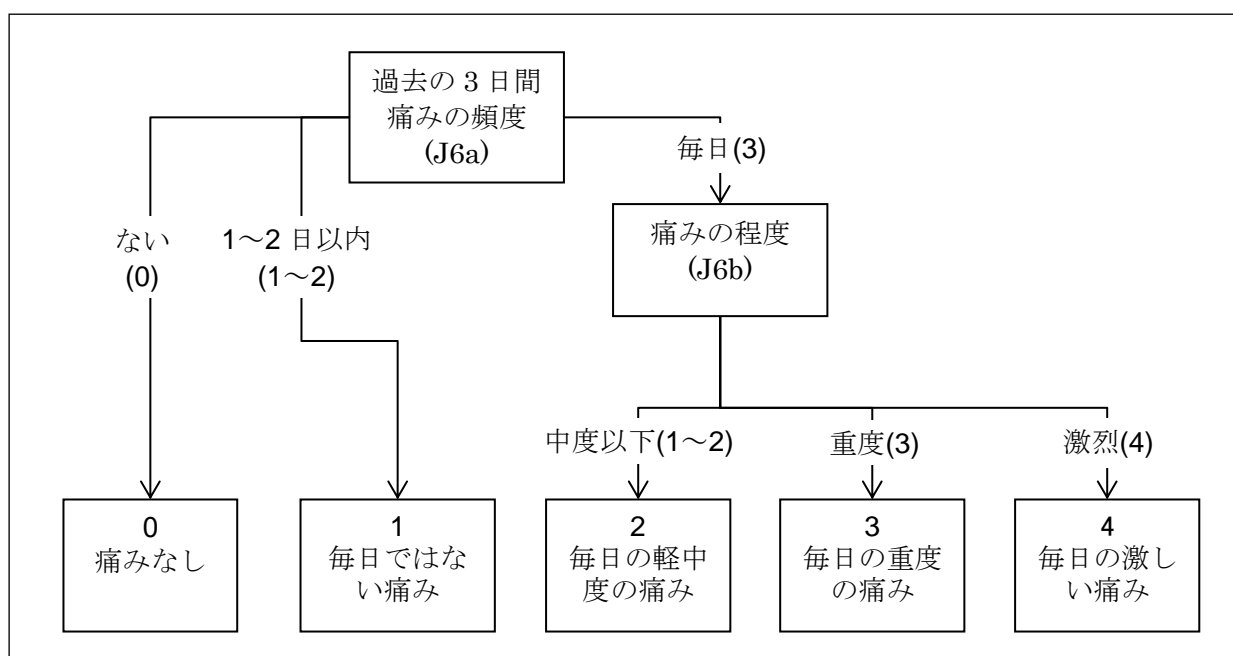 過去の 3 日間
痛みの頻度
(J6a)
毎日(3)
ない
(0)
1～2 日以内
(1～2)
痛みの程度
(J6b)
中度以下(1～2)
重度(3)
激烈(4)
0
痛みなし
1
毎日ではな
い痛み
2
毎日の軽中
度の痛み
3
毎日の重度
の痛み
4
毎日の激し
い痛み